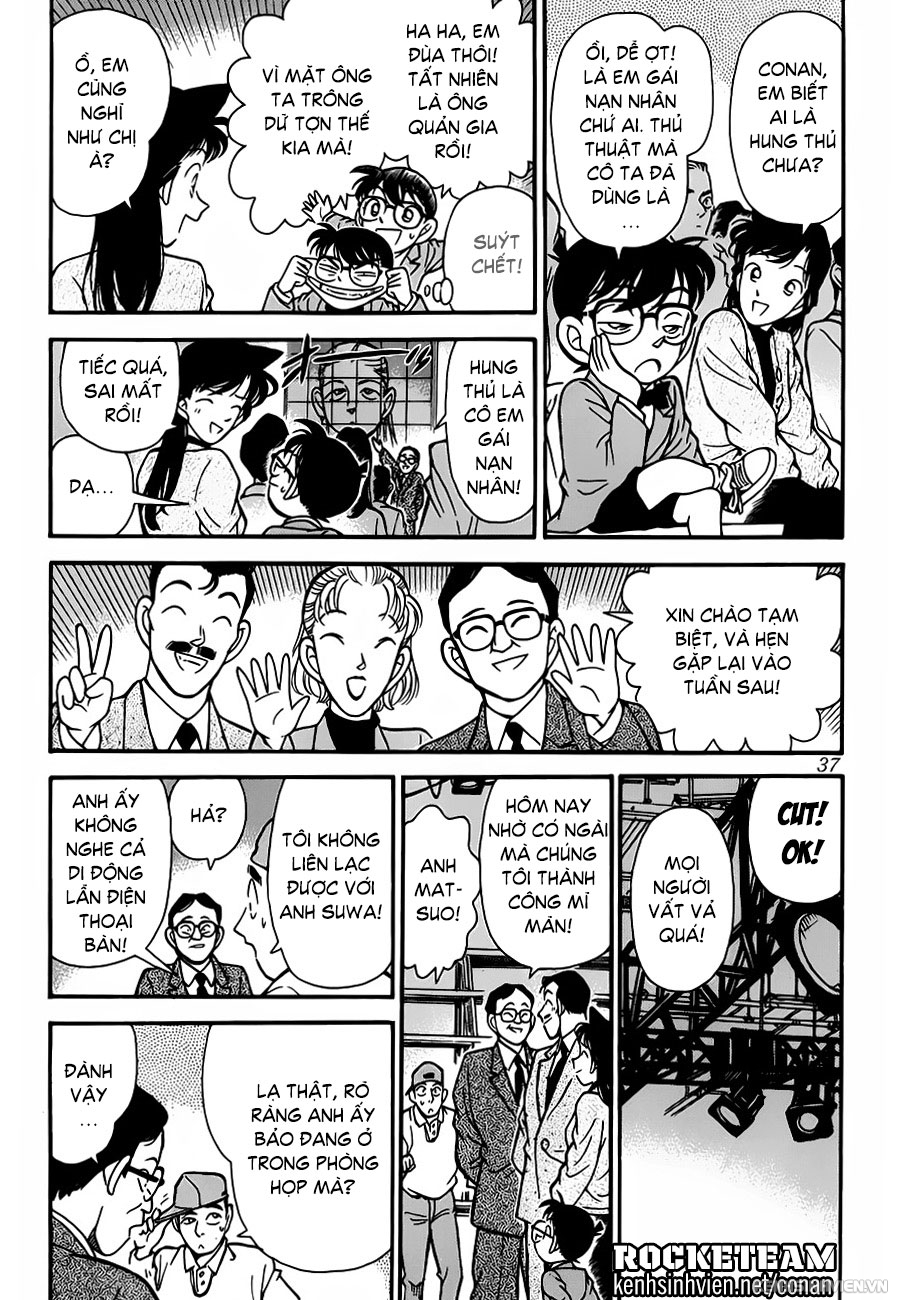 CONAN,
EM BIẾT
AI LÀ
HUNG THỦ
CHƯA?
ỒI, DỄ ỢT!
LÀ EM GÁI
NẠN NHÂN
CHỨ AI. THỦ
THUẬT MÀ
CÔ TA ĐÃ
DÙNG LÀ
...
HA HA, EM
ĐÙA THÔI!
TẤT NHIÊN
LÀ ÔNG
QUẢN GIA
RỒI!
VÌ MẶT ÔNG
TA TRÔNG
DỮ TỢN THẾ
KIA MÀ!
SUÝT
CHẾT!
Ồ, EM
CŨNG
NGHĨ
NHƯ CHỊ
À?
HUNG
THỦ LÀ
CÔ EM
GÁI
NẠN
NHÂN!
TIẾC QUÁ,
SAI MẤT
RỒI!
DẠ...
XIN CHÀO TẠM
BIỆT, VÀ HẸN
GẶP LẠI VÀO
TUẦN SAU!
37
CUT!
OK!
MỌI
NGƯỜI
VẤT VẢ
QUÁ!
HÔM NAY
NHỜ CÓ NGÀI
MÀ CHÚNG
TÔI THÀNH
CÔNG MĨ
MÃN!
ANH
MAT-
SUO!
TÔI KHÔNG
LIÊN LẠC
ĐƯỢC VỚI
ANH SUWA!
HẢ?
ANH ẤY
KHÔNG
NGHE CẢ
DI ĐỘNG
LẪN ĐIỆN
THOẠI
BÀN!
LẠ THẬT, RÕ
RÀNG ANH ẤY
BẢO ĐANG Ở
TRONG PHÒNG
HỌP MÀ?
ĐÀNH
VẬY
...
ROCKETEAM
kenhsinhvien.net/conan